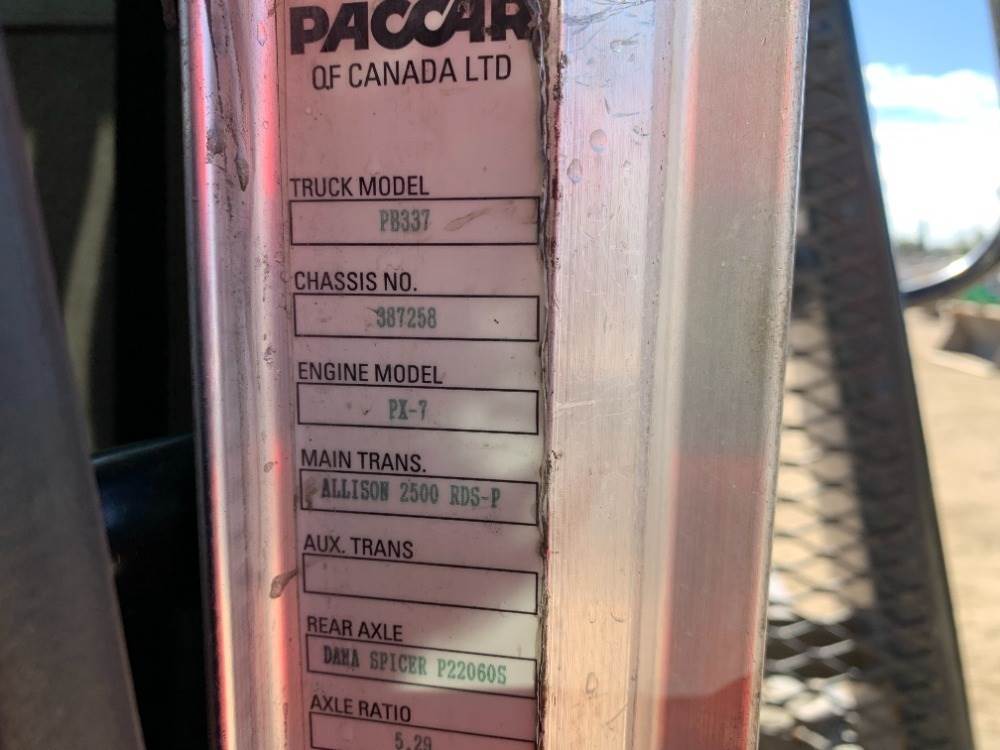 PACCAR
OF CANADA LTD
TRUCK MODEL
PB337
CHASSIS NO.
387258
ENGINE MODEL
PX-7
MAIN TRANS.
ALLISON 2500 RDS-P
AUX. TRANS
REAR AXLE
DANA SPICER P22060S
AXLE RATIO
5.29